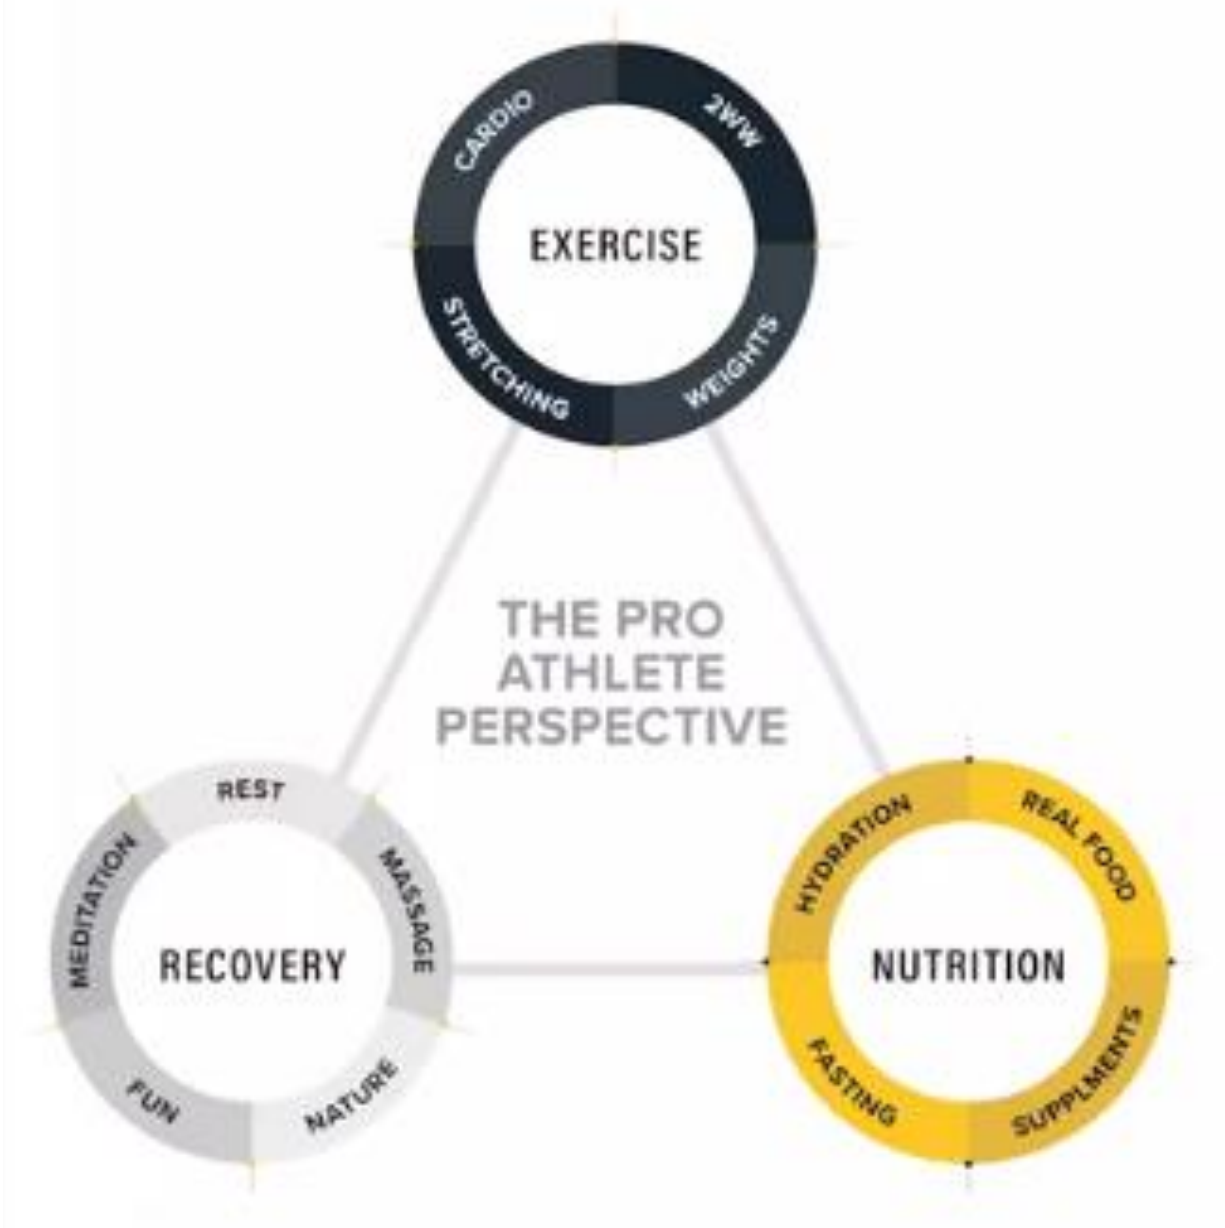 CARDIO
2WW
EXERCISE
STRETCHING
WEIGHTS
THE PRO
ATHLETE
PERSPECTIVE
REST
MEDITATION
MASSAGE
RECOVERY
FUN
NATURE
HYDRATION
REAL FOOD
NUTRITION
FASTING
SUPPLMENTS